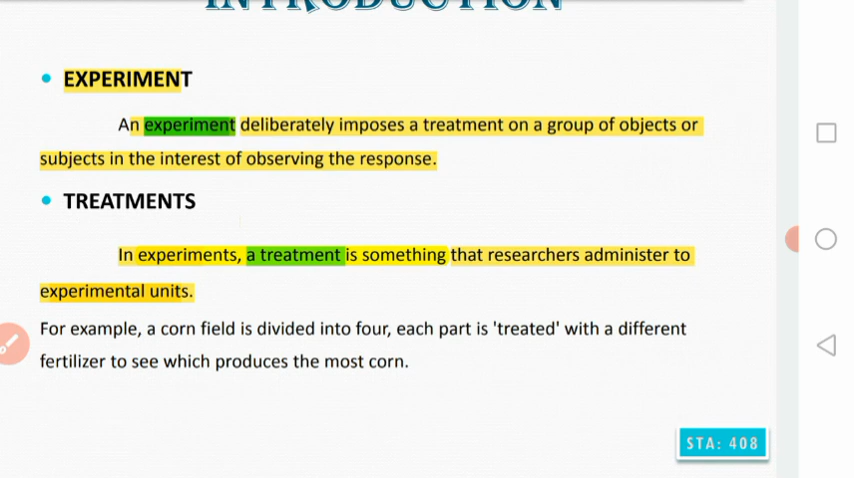 INTRODUCTION
• EXPERIMENT
An experiment deliberately imposes a treatment on a group of objects or
subjects in the interest of observing the response.
• TREATMENTS
In experiments, a treatment is something that researchers administer to
experimental units.
For example, a corn field is divided into four, each part is 'treated' with a different
fertilizer to see which produces the most corn.
STA: 408